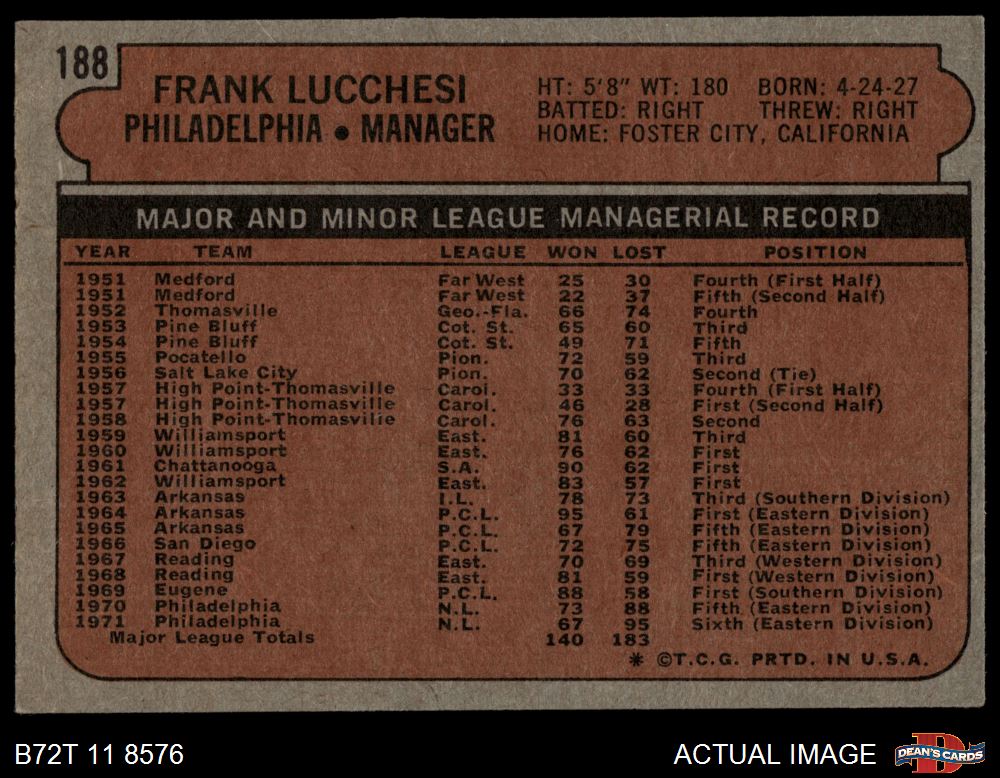 188
FRANK LUCCHESI
PHILADELPHIA • MANAGER
HT: 5'8" WT: 180 BORN: 4-24-27
BATTED: RIGHT THREW: RIGHT
HOME: FOSTER CITY, CALIFORNIA
MAJOR AND MINOR LEAGUE MANAGERIAL RECORD
YEAR TEAM LEAGUE WON LOST POSITION
1951 Medford Far West 25 30 Fourth (First Half)
1951 Medford Far West 22 37 Fifth (Second Half)
1952 Thomasville Geo.-Fla. 66 74 Fourth
1953 Pine Bluff Cot. St. 65 60 Third
1954 Pine Bluff Cot. St. 49 71 Fifth
1955 Pocatello Pion. 72 59 Third
1956 Salt Lake City Pion. 70 62 Second (Tie)
1957 High Point-Thomasville Carol. 33 33 Fourth (First Half)
1957 High Point-Thomasville Carol. 46 28 First (Second Half)
1958 High Point-Thomasville Carol. 76 63 Second
1959 Williamsport East. 81 60 Third
1960 Williamsport East. 76 62 First
1961 Chattanooga S.A. 90 62 First
1962 Williamsport East. 83 57 First
1963 Arkansas I.L. 78 73 Third (Southern Division)
1964 Arkansas P.C.L. 95 61 First (Eastern Division)
1965 Arkansas P.C.L. 67 79 Fifth (Eastern Division)
1966 San Diego P.C.L. 72 75 Fifth (Eastern Division)
1967 Reading East. 70 69 Third (Western Division)
1968 Reading East. 81 59 First (Western Division)
1969 Eugene P.C.L. 88 58 First (Southern Division)
1970 Philadelphia N.L. 73 88 Fifth (Eastern Division)
1971 Philadelphia N.L. 67 95 Sixth (Eastern Division)
Major League Totals 140 183
* ©T.C.G. PRTD. IN U.S.A.
B72T 11 8576
ACTUAL IMAGE
D
DEAN'S CARDS